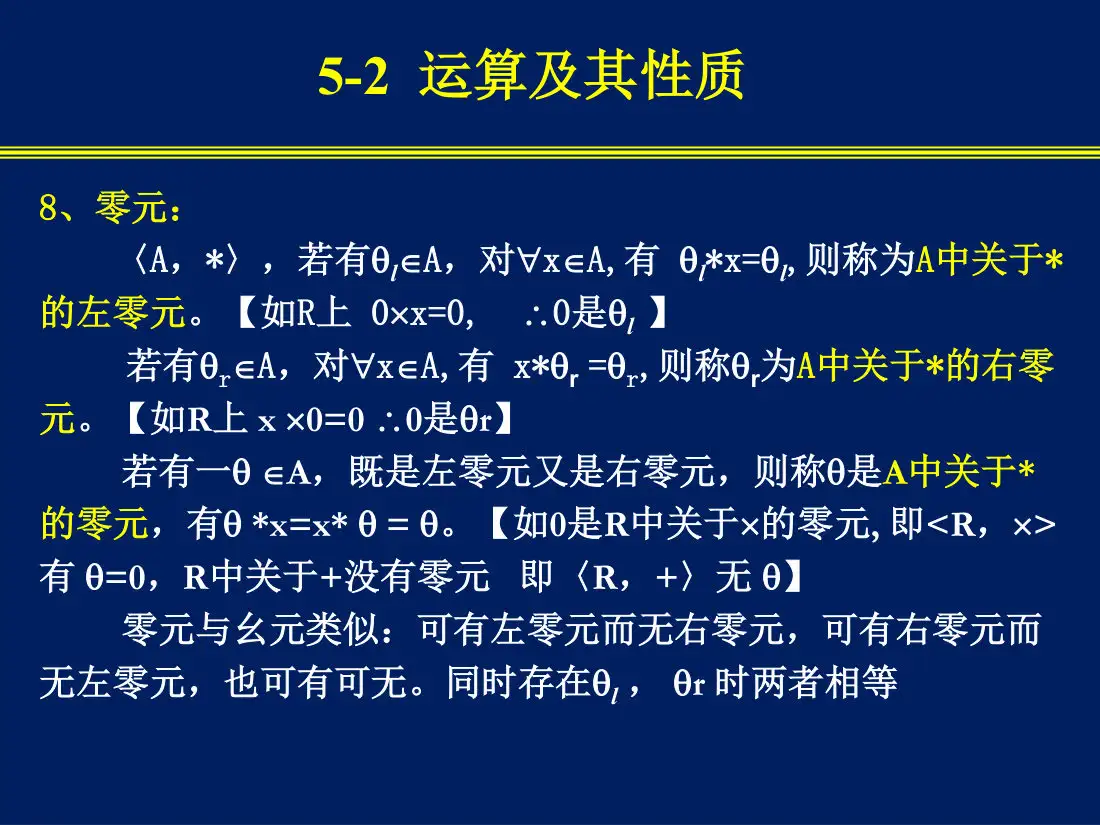 5-2 运算及其性质
8、零元：
〈A，*〉，若有θl∈A，对∀x∈A,有 θl*x=θl,则称为A中关于*
的左零元。【如R上 0×x=0, ∴0是θl 】
若有θr∈A，对∀x∈A,有 x*θr =θr,则称θr为A中关于*的右零
元。【如R上 x ×0=0 ∴0是θr】
若有一θ ∈A，既是左零元又是右零元，则称θ是A中关于*
的零元，有θ *x=x* θ = θ。【如0是R中关于×的零元,即<R，×>
有 θ=0，R中关于+没有零元 即〈R，+〉无 θ】
零元与幺元类似：可有左零元而无右零元，可有右零元而
无左零元，也可有可无。同时存在θl ， θr 时两者相等